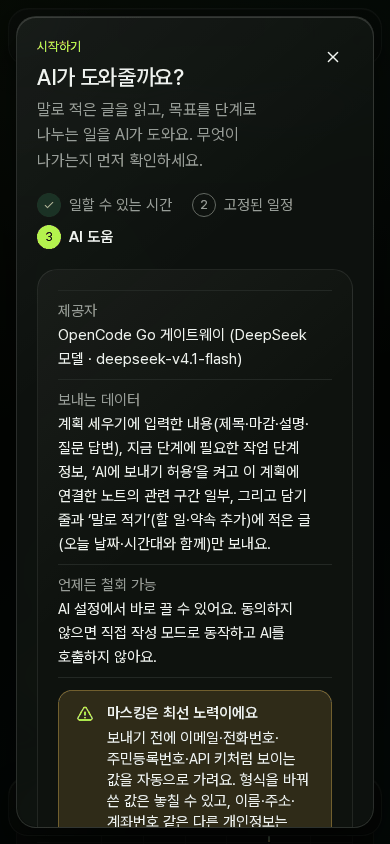 시작하기
AI가 도와줄까요?
말로 적은 글을 읽고, 목표를 단계로
나누는 일을 AI가 도와요. 무엇이
나가는지 먼저 확인하세요.
일할 수 있는 시간
2 고정된 일정
3 AI 도움
제공자
OpenCode Go 게이트웨이 (DeepSeek
모델 · deepseek-v4.1-flash)
보내는 데이터
계획 세우기에 입력한 내용(제목·마감·설명·
질문 답변), 지금 단계에 필요한 작업 단계
정보, ‘AI에 보내기 허용’을 켜고 이 계획에
연결한 노트의 관련 구간 일부, 그리고 담기
줄과 ‘말로 적기’(할 일·약속 추가)에 적은 글
(오늘 날짜·시간대와 함께)만 보내요.
언제든 철회 가능
AI 설정에서 바로 끌 수 있어요. 동의하지
않으면 직접 작성 모드로 동작하고 AI를
호출하지 않아요.
마스킹은 최선 노력이에요
보내기 전에 이메일·전화번호·
주민등록번호·API 키처럼 보이는
값을 자동으로 가려요. 형식을 바꿔
쓴 값은 놓칠 수 있고, 이름·주소·
계좌번호 같은 다른 개인정보는